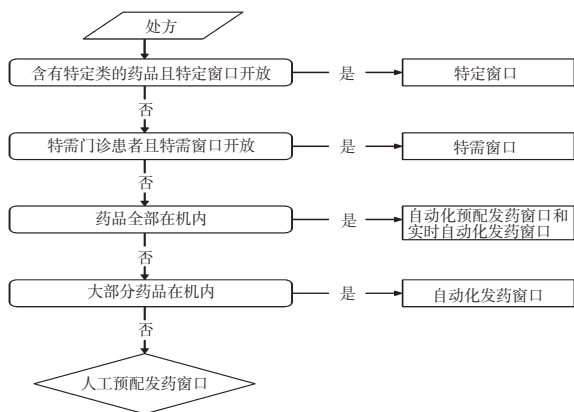 处方
含有特定类的药品且特定窗口开放
是
特定窗口
否
特需门诊患者且特需窗口开放
是
特需窗口
否
药品全部在机内
是
自动化预配发药窗口和
实时自动化发药窗口
否
大部分药品在机内
是
自动化发药窗口
否
人工预配发药窗口